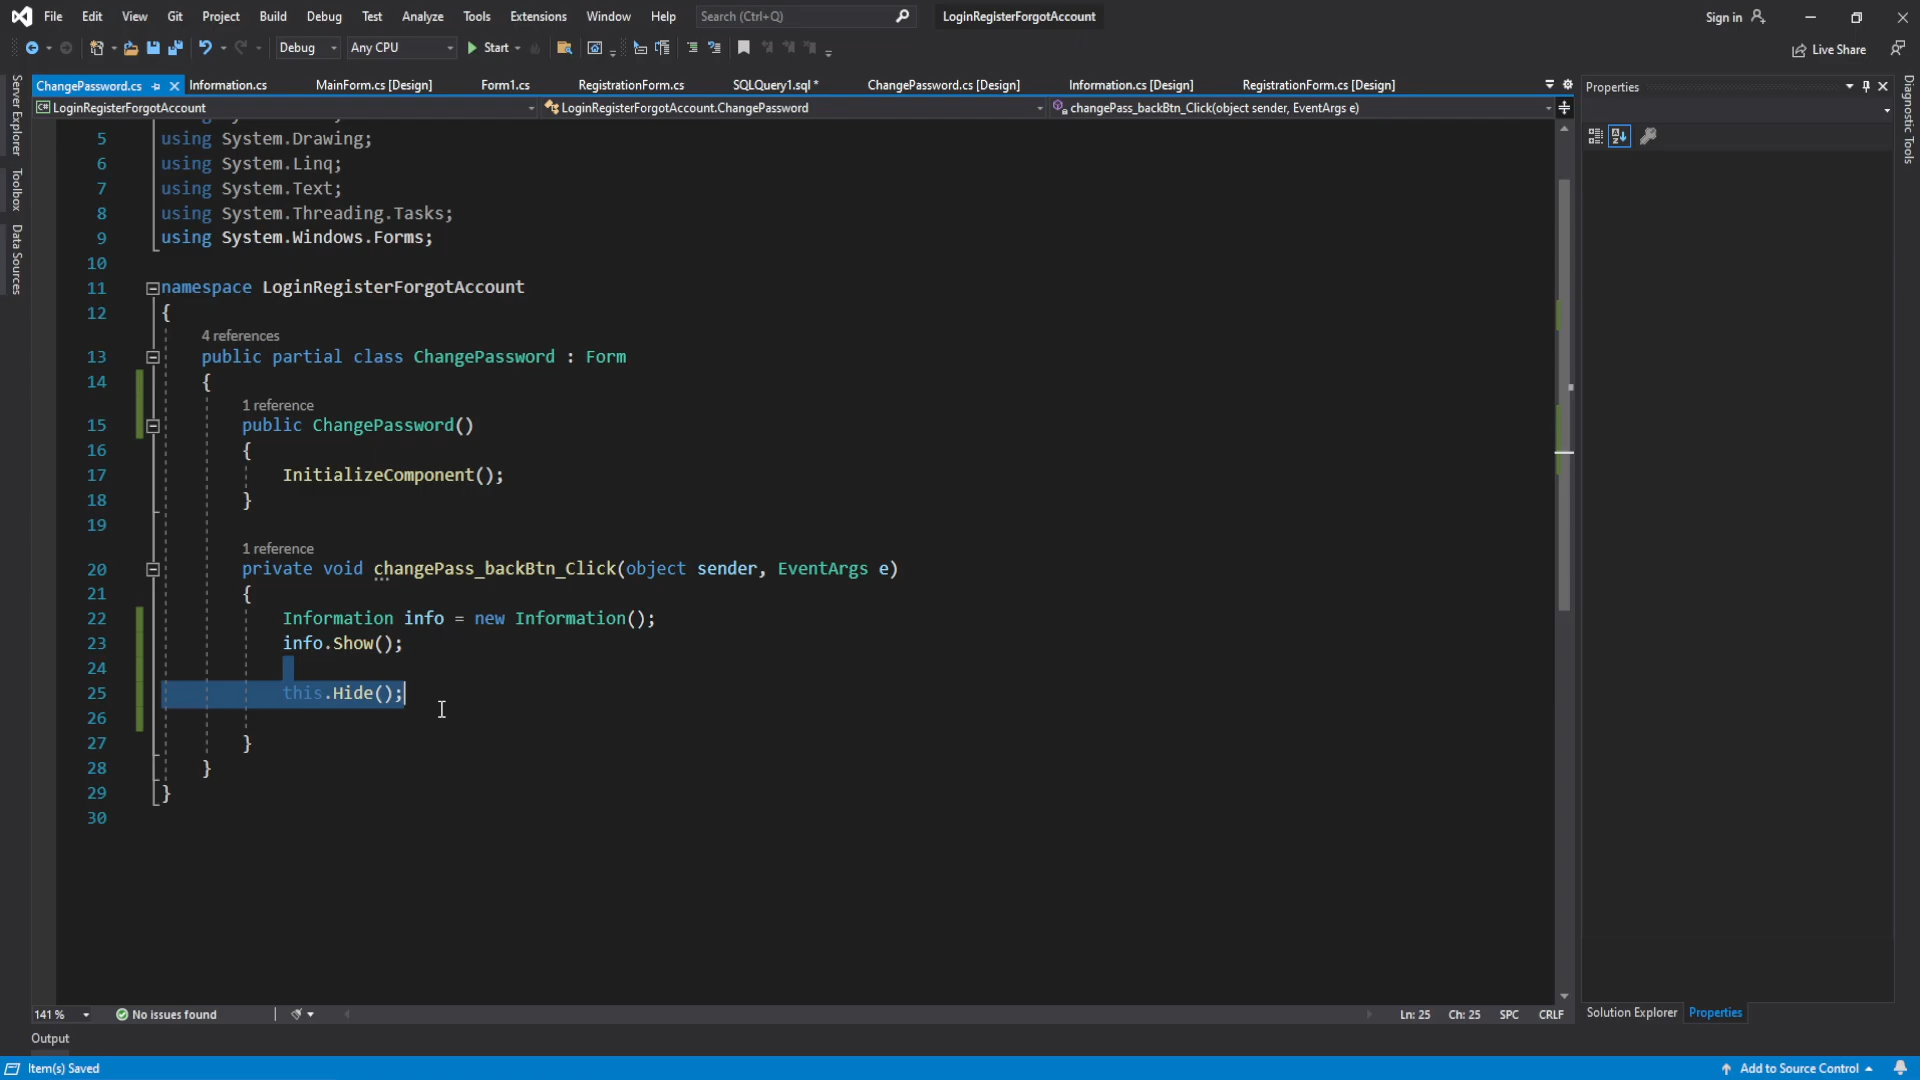 File Edit View Git Project Build Debug Test Analyze Tools Extensions Window Help Search (Ctrl+Q) LoginRegisterForgotAccount Sign in
Debug Any CPU Start Live Share
ChangePassword.cs Information.cs MainForm.cs [Design] Form1.cs RegistrationForm.cs SQLQuery1.sql * ChangePassword.cs [Design] Information.cs [Design] RegistrationForm.cs [Design]
LoginRegisterForgotAccount LoginRegisterForgotAccount.ChangePassword changePass_backBtn_Click(object sender, EventArgs e)
Server Explorer
Toolbox
Data Sources
5 using System.Drawing;
6 using System.Linq;
7 using System.Text;
8 using System.Threading.Tasks;
9 using System.Windows.Forms;
10
11 namespace LoginRegisterForgotAccount
12 {
4 references
13 public partial class ChangePassword : Form
14 {
1 reference
15 public ChangePassword()
16 {
17 InitializeComponent();
18 }
19
1 reference
20 private void changePass_backBtn_Click(object sender, EventArgs e)
21 {
22 Information info = new Information();
23 info.Show();
24
25 this.Hide();
26
27 }
28 }
29 }
30
141 % No issues found Ln: 25 Ch: 25 SPC CRLF
Output
Properties
Diagnostic Tools
Solution Explorer Properties
Item(s) Saved Add to Source Control